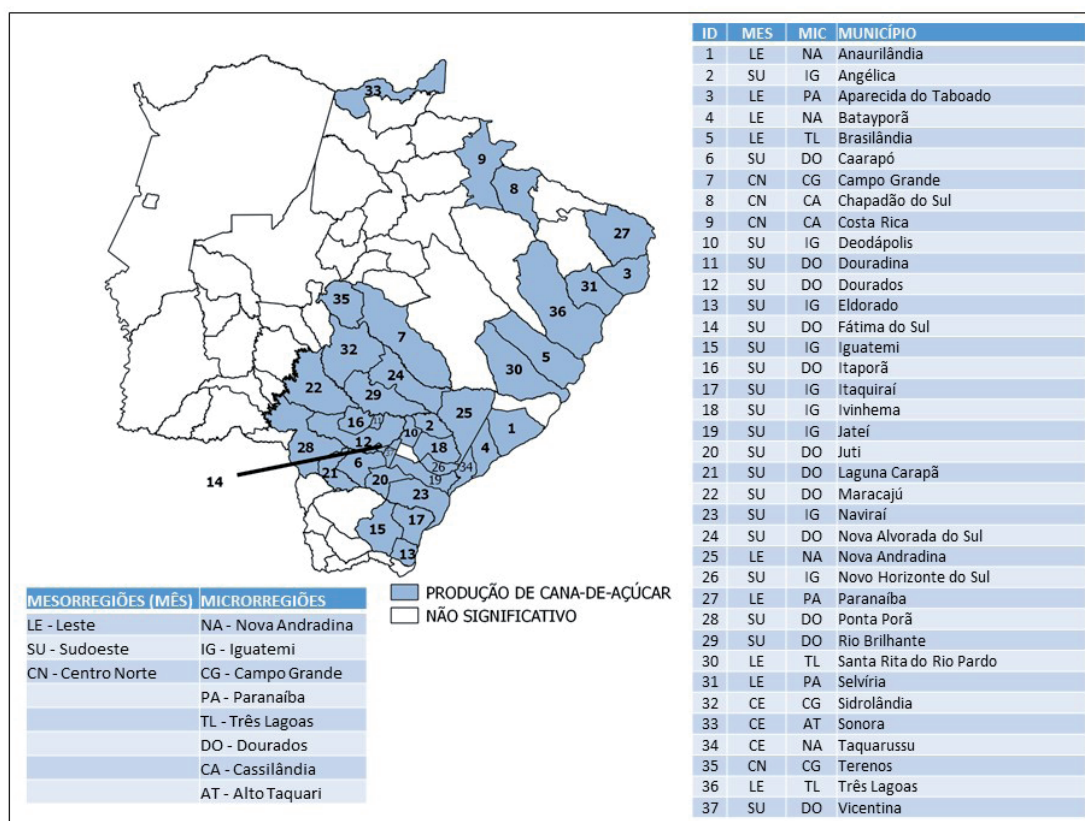 33
9
8
27
3
31
36
35
7
32
5
30
24
22
29
25
16
11
2
10
1
12
18
4
28
37
6
26
34
21
20
19
14
23
15
17
13
PRODUÇÃO DE CANA-DE-AÇÚCAR
NÃO SIGNIFICATIVO
MESORREGIÕES (MÊS) MICRORREGIÕES
LE - Leste NA - Nova Andradina
SU - Sudoeste IG - Iguatemi
CN - Centro Norte CG - Campo Grande
PA - Paranaíba
TL - Três Lagoas
DO - Dourados
CA - Cassilândia
AT - Alto Taquari
ID MES MIC MUNICÍPIO
1 LE NA Anaurilândia
2 SU IG Angélica
3 LE PA Aparecida do Taboado
4 LE NA Batayporã
5 LE TL Brasilândia
6 SU DO Caarapó
7 CN CG Campo Grande
8 CN CA Chapadão do Sul
9 CN CA Costa Rica
10 SU IG Deodápolis
11 SU DO Douradina
12 SU DO Dourados
13 SU IG Eldorado
14 SU DO Fátima do Sul
15 SU IG Iguatemi
16 SU DO Itaporã
17 SU IG Itaquiraí
18 SU IG Ivinhema
19 SU IG Jateí
20 SU DO Juti
21 SU DO Laguna Carapã
22 SU DO Maracajú
23 SU IG Naviraí
24 SU DO Nova Alvorada do Sul
25 LE NA Nova Andradina
26 SU IG Novo Horizonte do Sul
27 LE PA Paranaíba
28 SU DO Ponta Porã
29 SU DO Rio Brilhante
30 LE TL Santa Rita do Rio Pardo
31 LE PA Selvíria
32 CE CG Sidrolândia
33 CE AT Sonora
34 CE NA Taquarussu
35 CN CG Terenos
36 LE TL Três Lagoas
37 SU DO Vicentina